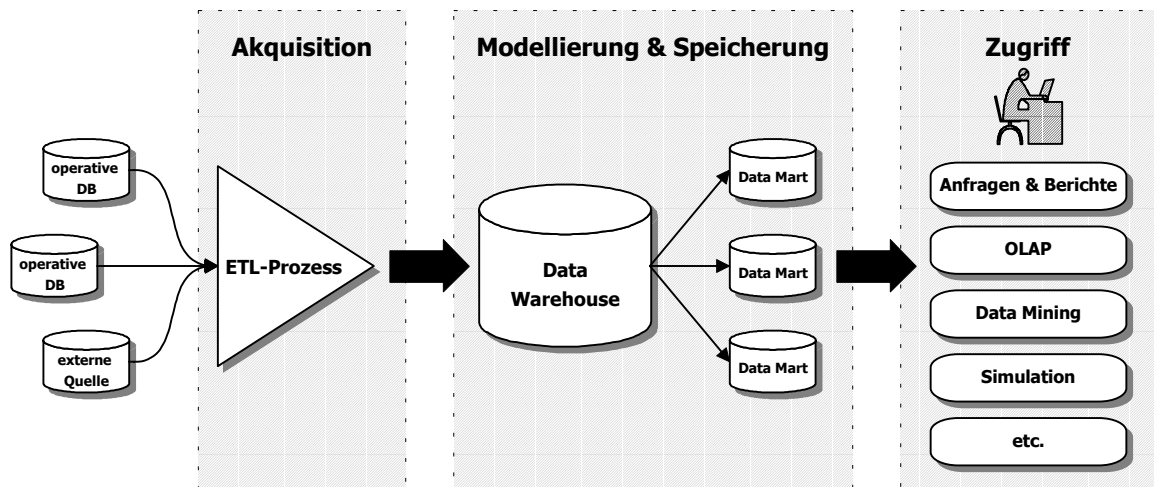 Akquisition
Modellierung & Speicherung
Zugriff
operative
DB
operative
DB
externe
Quelle
ETL-Prozess
Data
Warehouse
Data Mart
Data Mart
Data Mart
Anfragen & Berichte
OLAP
Data Mining
Simulation
etc.